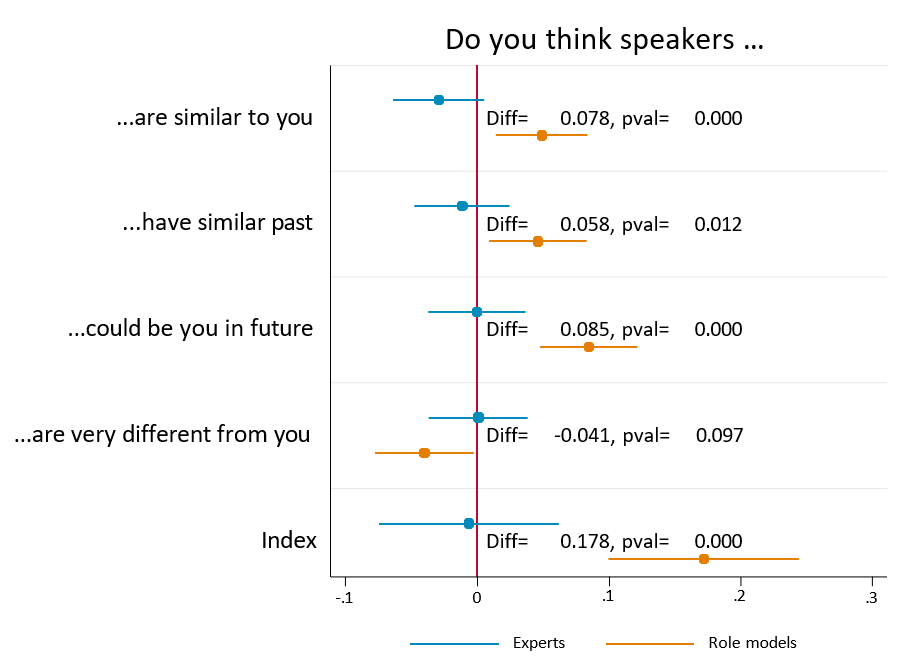 Do you think speakers ...
...are similar to you
Diff= 0.078, pval= 0.000
...have similar past
Diff= 0.058, pval= 0.012
...could be you in future
Diff= 0.085, pval= 0.000
...are very different from you
Diff= -0.041, pval= 0.097
Index
Diff= 0.178, pval= 0.000
-.1 0 .1 .2 .3
Experts Role models